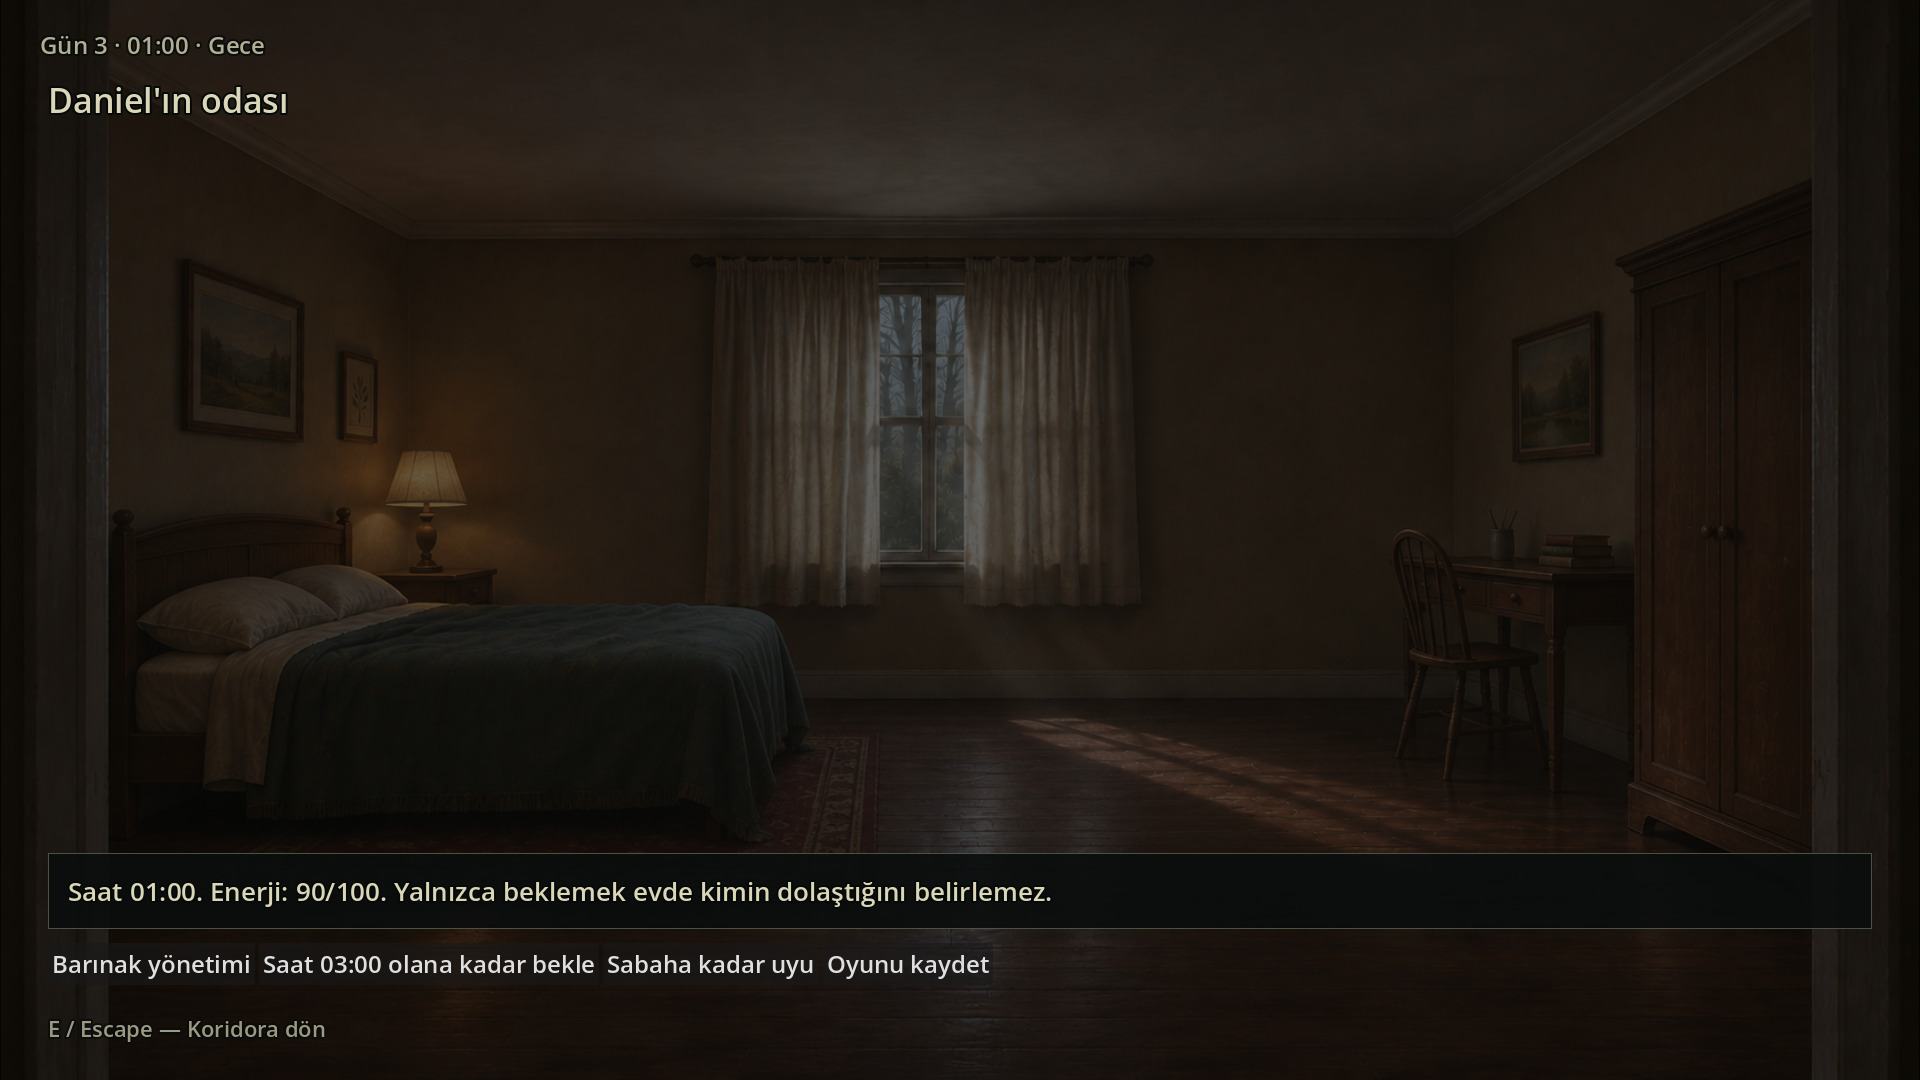 Gün 3 · 01:00 · Gece
Daniel'ın odası
Saat 01:00. Enerji: 90/100. Yalnızca beklemek evde kimin dolaştığını belirlemez.
Barınak yönetimi Saat 03:00 olana kadar bekle Sabaha kadar uyu Oyunu kaydet
E / Escape — Koridora dön